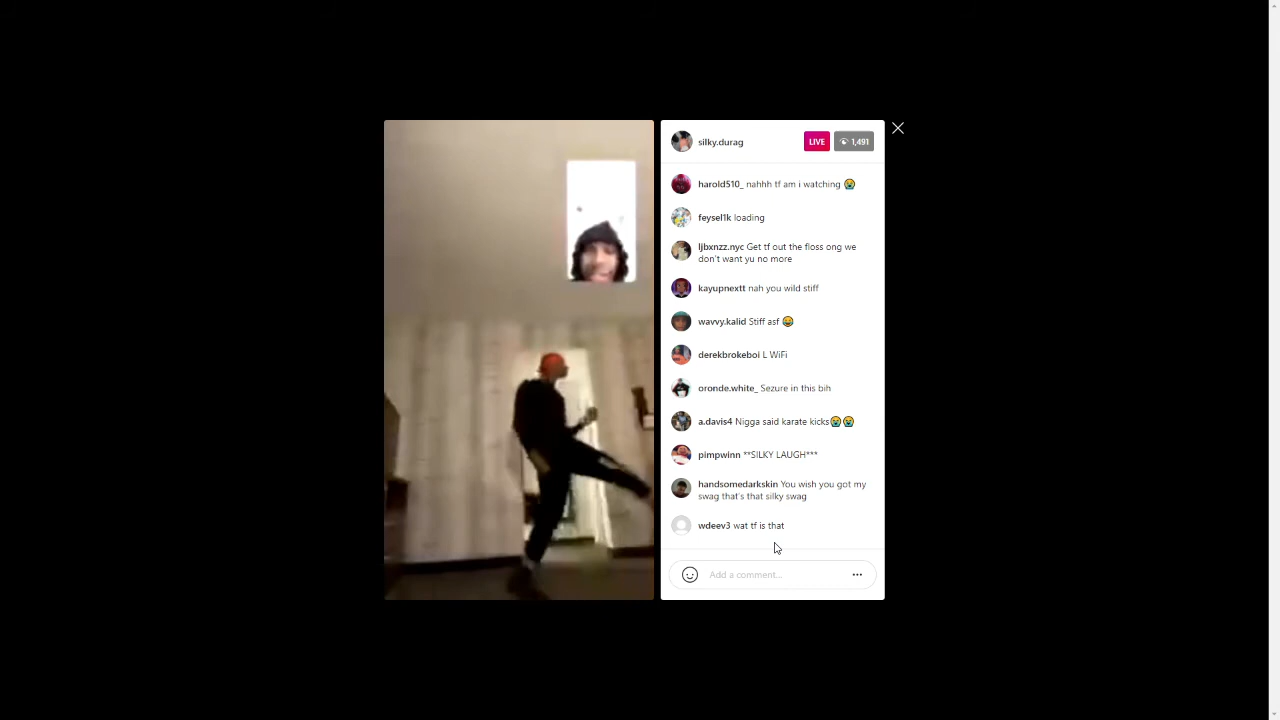 silky.durag
LIVE
1,491
harold510_ nahhh tf am i watching 😭
feysel1k loading
ljbxnzz.nyc Get tf out the floss ong we
don't want yu no more
kayupnextt nah you wild stiff
wavvy.kalid Stiff asf 😂
derekbrokeboi L WiFi
oronde.white_ Sezure in this bih
a.davis4 Nigga said karate kicks😭😭
pimpwinn **SILKY LAUGH***
handsomedarkskin You wish you got my
swag that's that silky swag
wdeev3 wat tf is that
Add a comment...